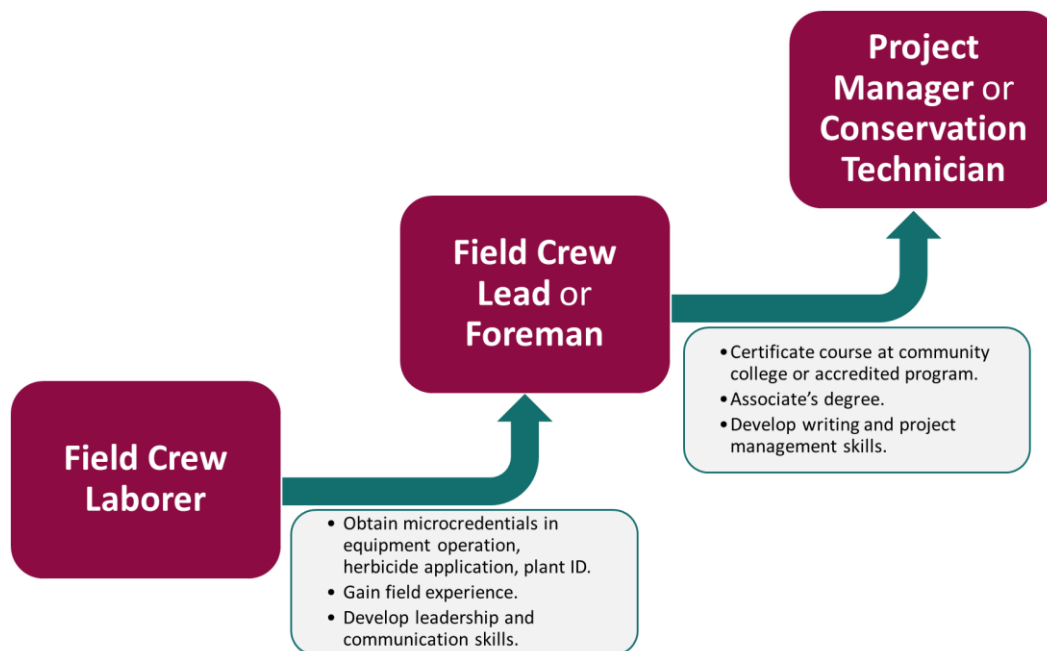 Project
Manager or
Conservation
Technician
Field Crew
Lead or
Foreman
•Certificate course at community
college or accredited program.
•Associate’s degree.
•Develop writing and project
management skills.
Field Crew
Laborer
• Obtain microcredentials in
equipment operation,
herbicide application, plant ID.
• Gain field experience.
• Develop leadership and
communication skills.